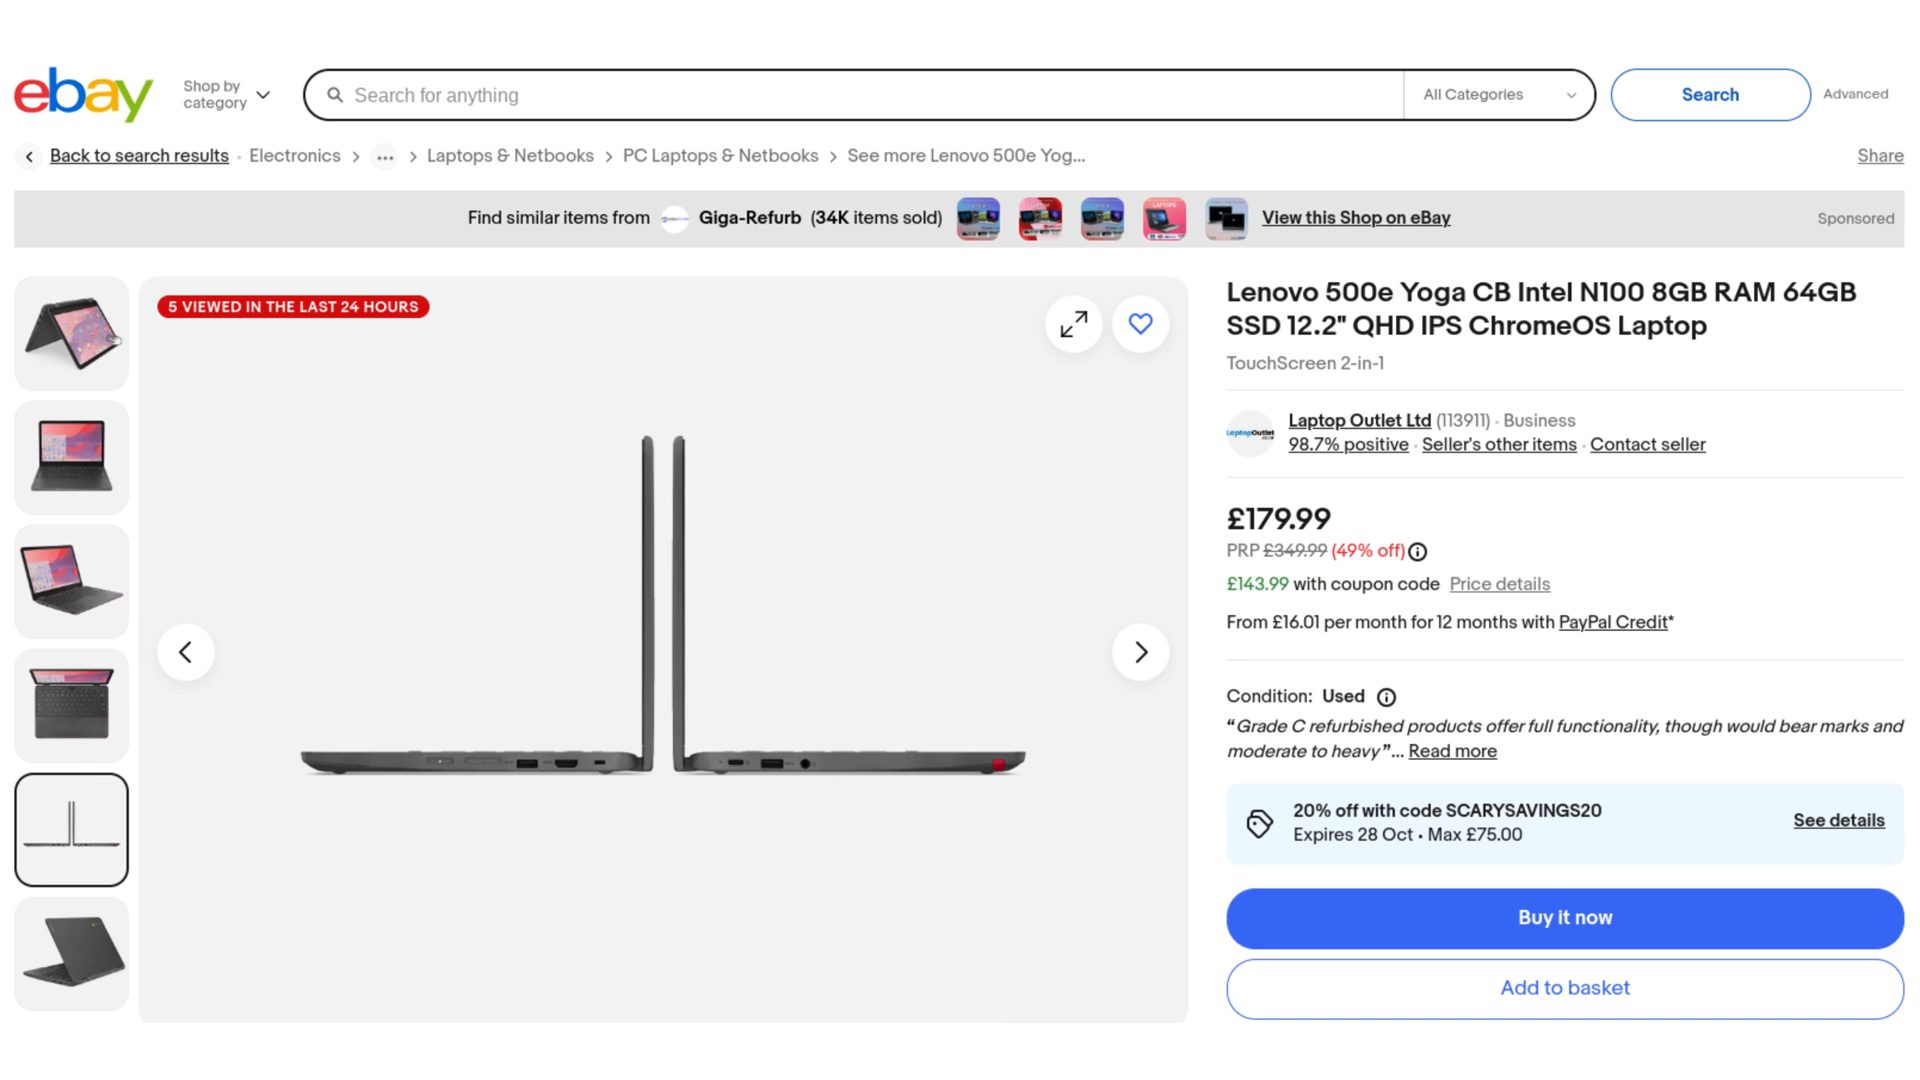 ebay
Shop by
category
Search for anything
All Categories
Search
Advanced
Back to search results
Electronics
...
Laptops & Netbooks
PC Laptops & Netbooks
See more Lenovo 500e Yog...
Share
Find similar items from Giga-Refurb (34K items sold) View this Shop on eBay
Sponsored
5 VIEWED IN THE LAST 24 HOURS
Lenovo 500e Yoga CB Intel N100 8GB RAM 64GB
SSD 12.2" QHD IPS ChromeOS Laptop
TouchScreen 2-in-1
LaptopOutlet
Laptop Outlet Ltd (113911) · Business
98.7% positive · Seller's other items · Contact seller
£179.99
PRP £349.99 (49% off)
£143.99 with coupon code Price details
From £16.01 per month for 12 months with PayPal Credit*
Condition: Used
“Grade C refurbished products offer full functionality, though would bear marks and
moderate to heavy”... Read more
20% off with code SCARYSAVINGS20
Expires 28 Oct • Max £75.00
See details
Buy it now
Add to basket